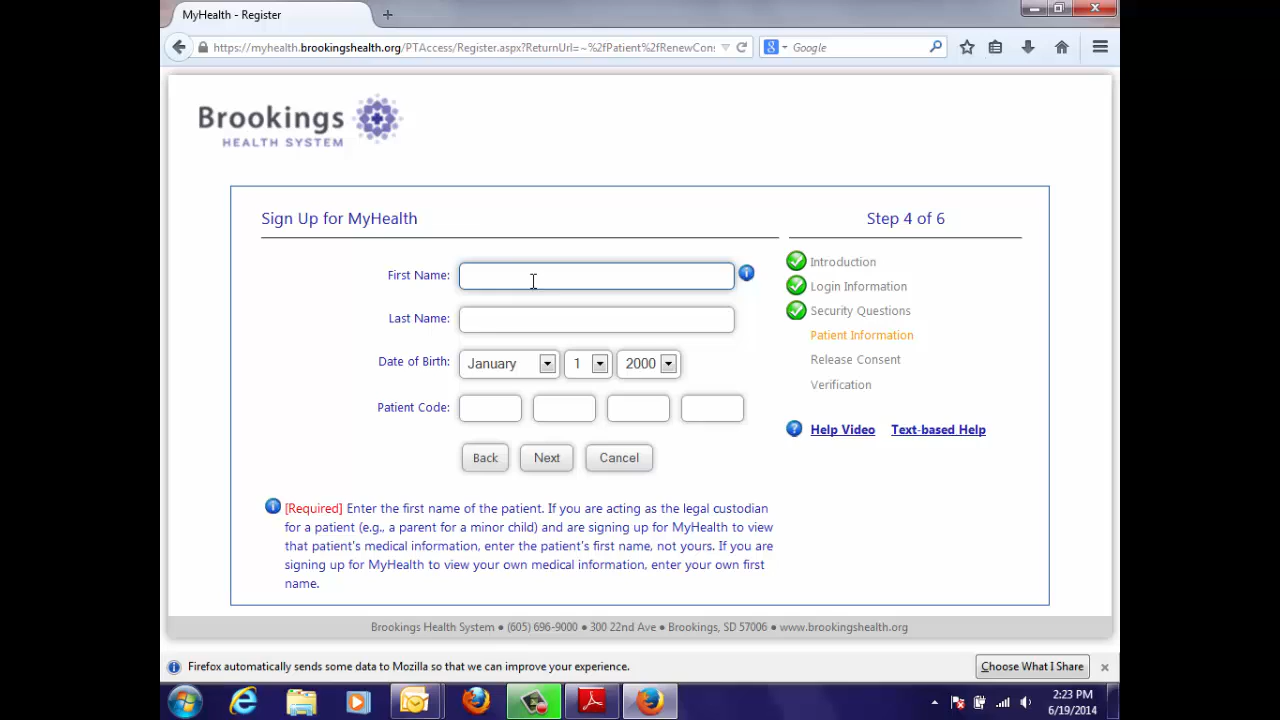 MyHealth - Register
https://myhealth.brookingshealth.org/PTAccess/Register.aspx?ReturnUrl=~%2fPatient%2fRenewCons
Google
Brookings
HEALTH SYSTEM
Sign Up for MyHealth
Step 4 of 6
First Name:
Last Name:
Date of Birth: January 1 2000
Patient Code:
Back Next Cancel
Introduction
Login Information
Security Questions
Patient Information
Release Consent
Verification
Help Video Text-based Help
[Required] Enter the first name of the patient. If you are acting as the legal custodian
for a patient (e.g., a parent for a minor child) and are signing up for MyHealth to view
that patient's medical information, enter the patient's first name, not yours. If you are
signing up for MyHealth to view your own medical information, enter your own first
name.
Brookings Health System • (605) 696-9000 • 300 22nd Ave • Brookings, SD 57006 • www.brookingshealth.org
Firefox automatically sends some data to Mozilla so that we can improve your experience.
Choose What I Share
2:23 PM
6/19/2014